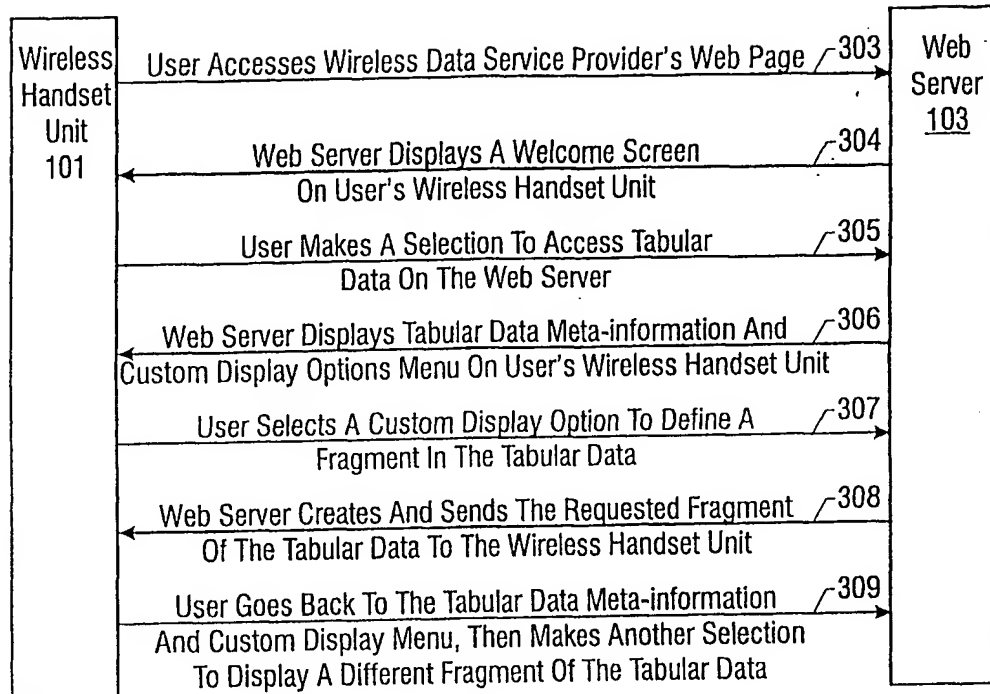 Wireless
Handset
Unit
101
Web
Server
103
User Accesses Wireless Data Service Provider's Web Page
303
Web Server Displays A Welcome Screen
On User's Wireless Handset Unit
304
User Makes A Selection To Access Tabular
Data On The Web Server
305
Web Server Displays Tabular Data Meta-information And
Custom Display Options Menu On User's Wireless Handset Unit
306
User Selects A Custom Display Option To Define A
Fragment In The Tabular Data
307
Web Server Creates And Sends The Requested Fragment
Of The Tabular Data To The Wireless Handset Unit
308
User Goes Back To The Tabular Data Meta-information
And Custom Display Menu, Then Makes Another Selection
To Display A Different Fragment Of The Tabular Data
309